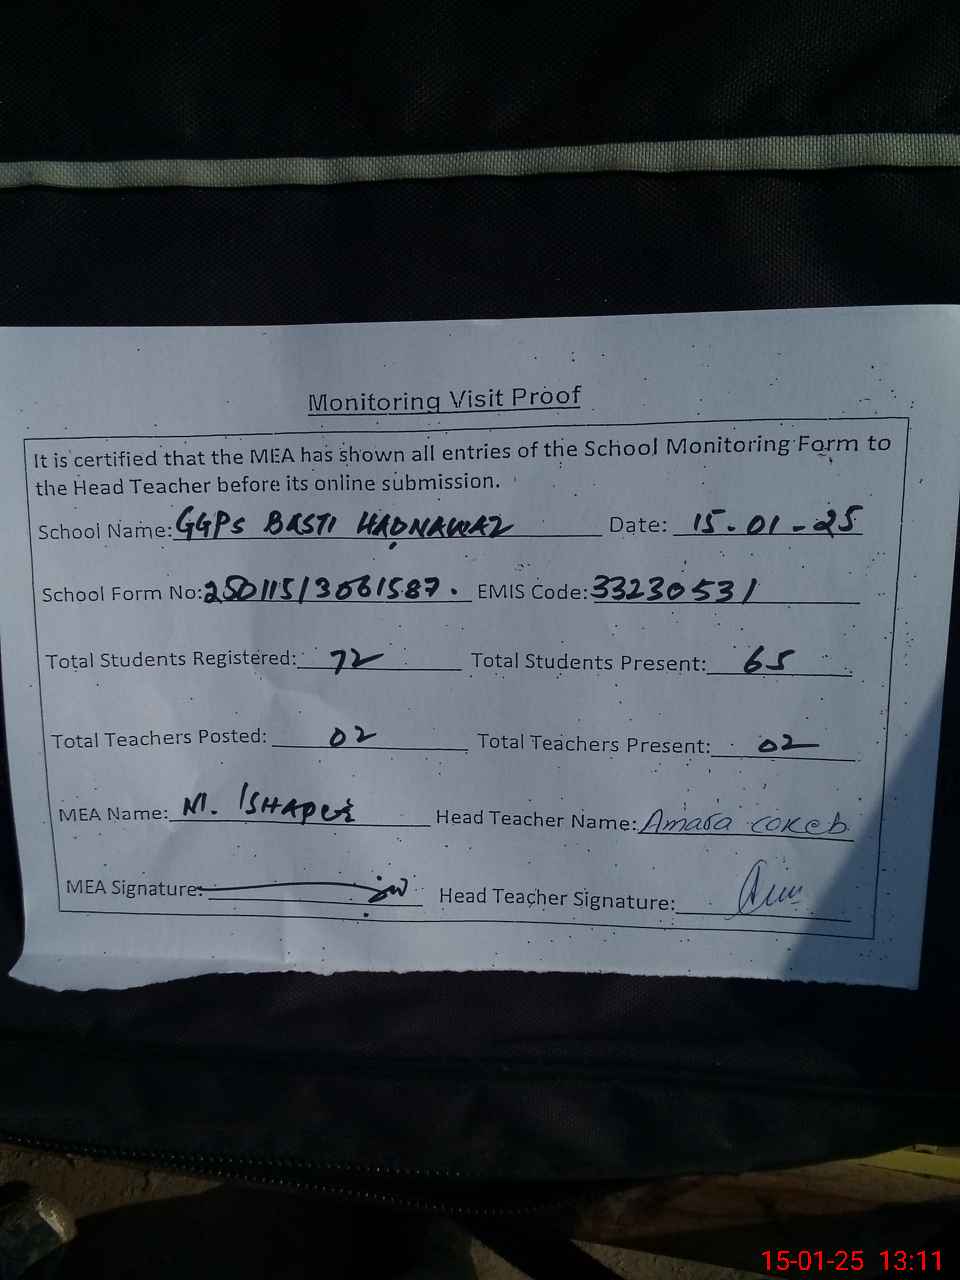 Monitoring Visit Proof
It is certified that the MEA has shown all entries of the School Monitoring Form to
the Head Teacher before its online submission.
School Name: GGPS BASTI HAQNAWAZ Date: 15-01-25
School Form No: 250115/3061587. EMIS Code: 33230531
Total Students Registered: 72 Total Students Present: 65
Total Teachers Posted: 02 Total Teachers Present: 02
MEA Name: M. Head Teacher Name: Amara cokeb
MEA Signature: Head Teacher Signature:
15-01-25 13:11